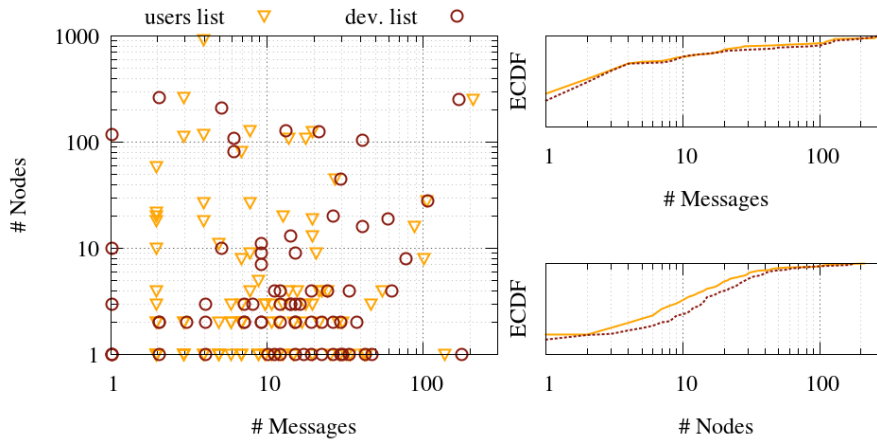 users list dev. list
# Nodes
1000
100
10
1
1 10 100
# Messages
ECDF
1 10 100
# Messages
ECDF
1 10 100
# Nodes